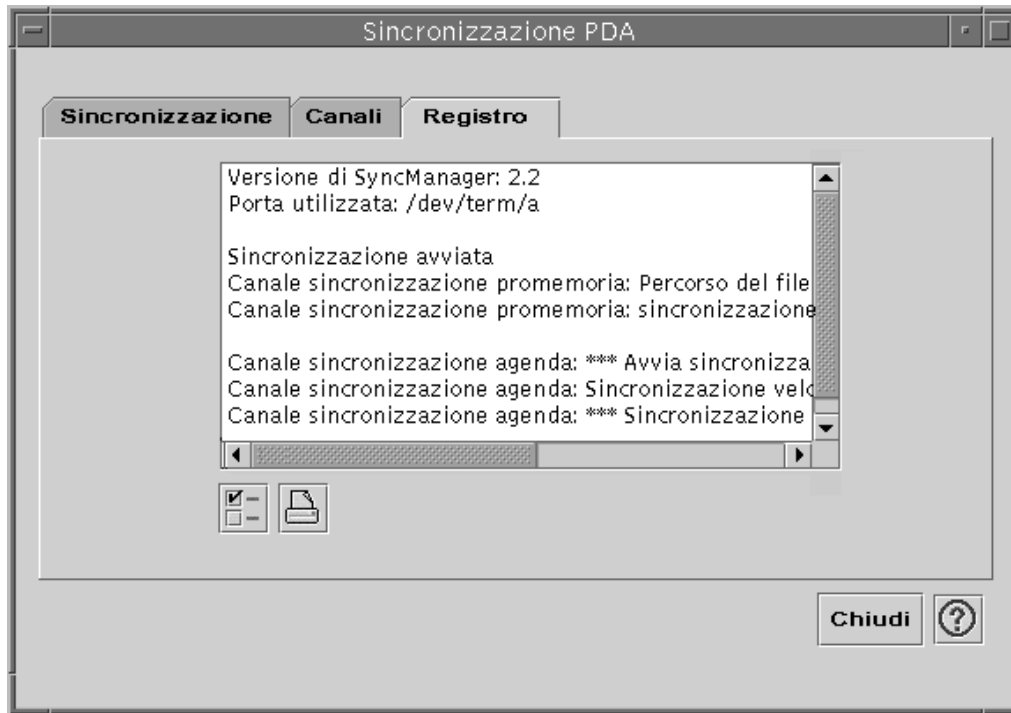 Sincronizzazione PDA
Sincronizzazione Canali Registro
Versione di SyncManager: 2.2
Porta utilizzata: /dev/term/a
Sincronizzazione avviata
Canale sincronizzazione promemoria: Percorso del file
Canale sincronizzazione promemoria: sincronizzazione
Canale sincronizzazione agenda: *** Avvia sincronizza
Canale sincronizzazione agenda: Sincronizzazione velo
Canale sincronizzazione agenda: *** Sincronizzazione
Chiudi ?